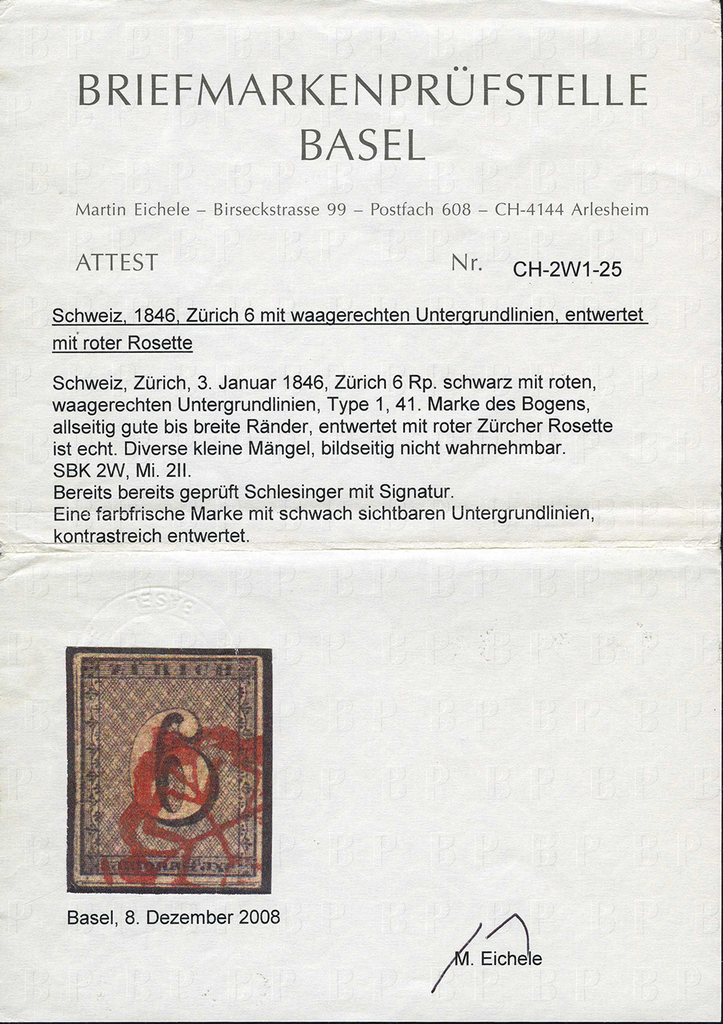 BRIEFMARKENPRÜFSTELLE
BASEL
Martin Eichele – Birseckstrasse 99 – Postfach 608 – CH-4144 Arlesheim
ATTEST Nr. CH-2W1-25
Schweiz, 1846, Zürich 6 mit waagerechten Untergrundlinien, entwertet
mit roter Rosette
Schweiz, Zürich, 3. Januar 1846, Zürich 6 Rp. schwarz mit roten,
waagerechten Untergrundlinien, Type 1, 41. Marke des Bogens,
allseitig gute bis breite Ränder, entwertet mit roter Zürcher Rosette
ist echt. Diverse kleine Mängel, bildseitig nicht wahrnehmbar.
SBK 2W, Mi. 2II.
Bereits bereits geprüft Schlesinger mit Signatur.
Eine farbfrische Marke mit schwach sichtbaren Untergrundlinien,
kontrastreich entwertet.
BASEL
ZÜRICH
6
Basel, 8. Dezember 2008
M. Eichele